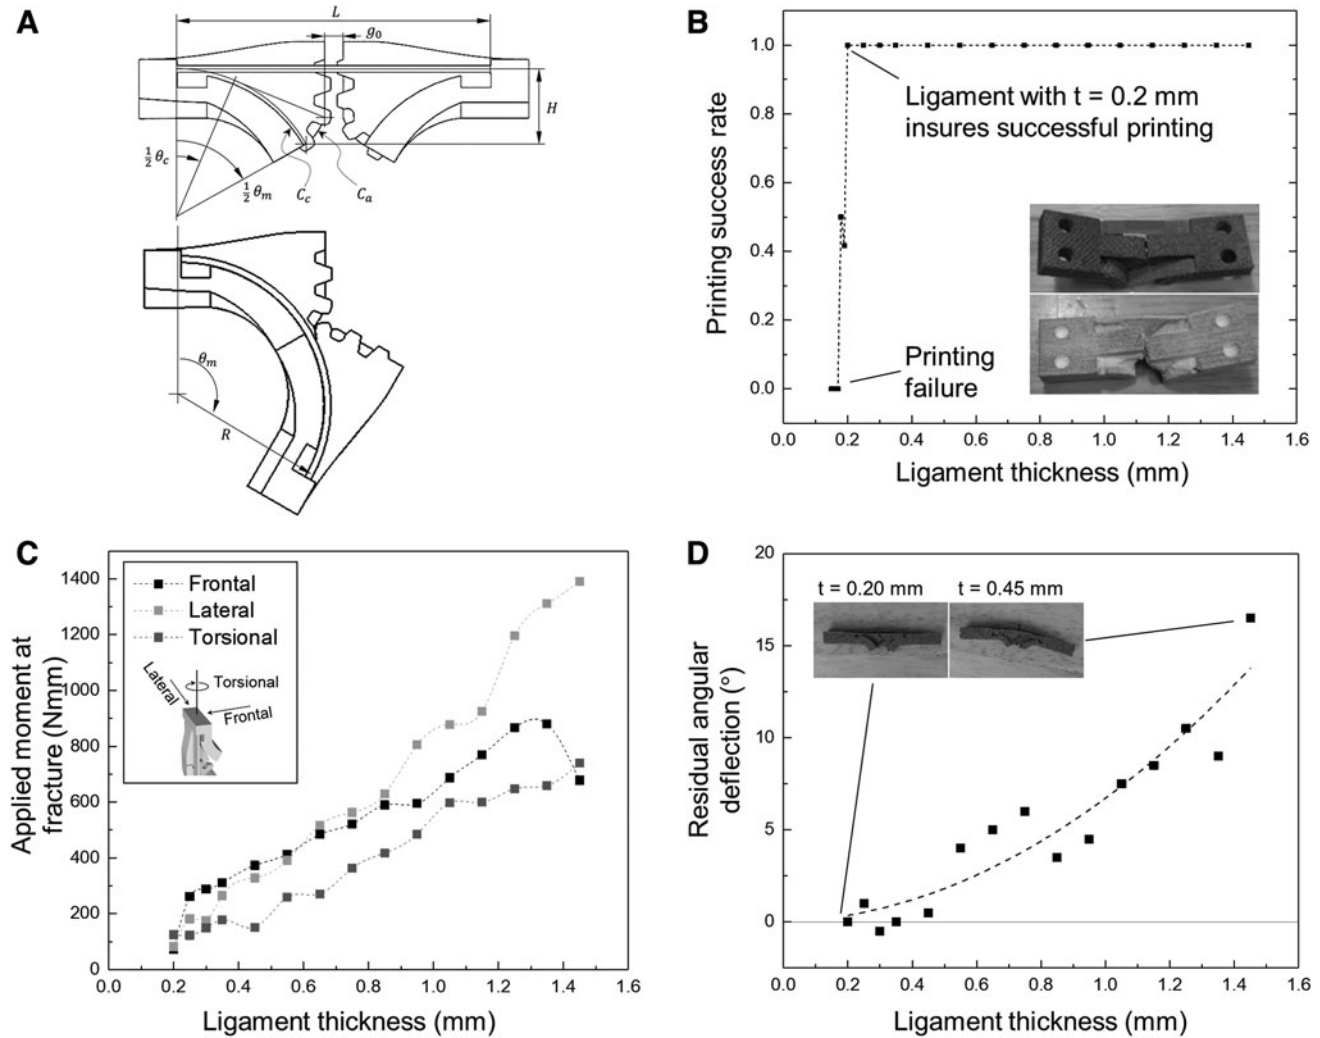 A
L
g₀
H
½ θc
½ θm
Cc
Ca
θm
R
B
Printing success rate
1.0
0.8
0.6
0.4
0.2
0.0
Ligament with t = 0.2 mm
insures successful printing
Printing
failure
0.0 0.2 0.4 0.6 0.8 1.0 1.2 1.4 1.6
Ligament thickness (mm)
C
Applied moment at
fracture (Nmm)
1400
1200
1000
800
600
400
200
0
Frontal
Lateral
Torsional
Lateral
Torsional
Frontal
0.0 0.2 0.4 0.6 0.8 1.0 1.2 1.4 1.6
Ligament thickness (mm)
D
Residual angular
deflection (°)
20
15
10
5
0
t = 0.20 mm t = 0.45 mm
0.0 0.2 0.4 0.6 0.8 1.0 1.2 1.4 1.6
Ligament thickness (mm)